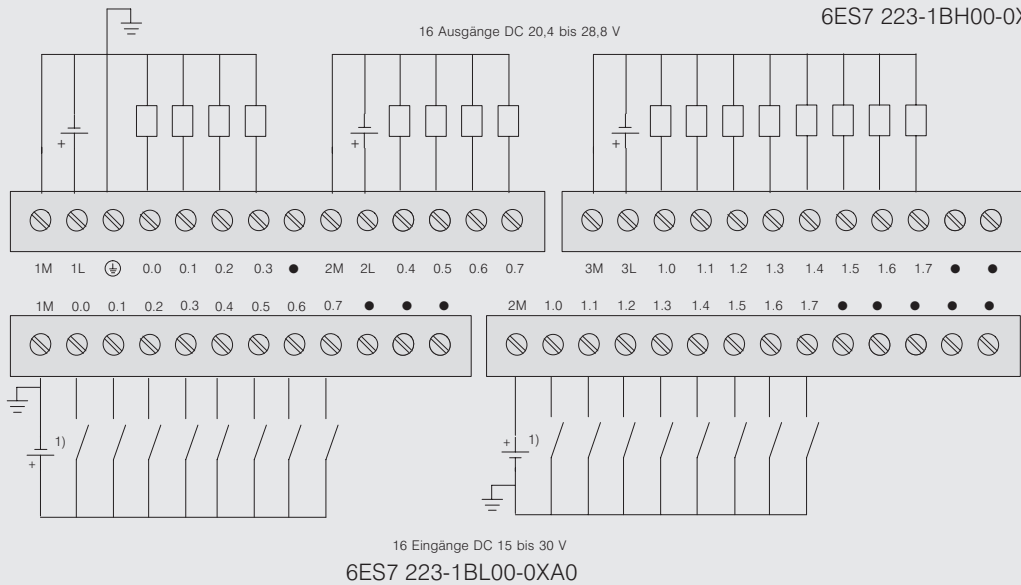 6ES7 223-1BH00-0X
16 Ausgänge DC 20,4 bis 28,8 V
+ + +
1M 1L 0.0 0.1 0.2 0.3 ● 2M 2L 0.4 0.5 0.6 0.7 3M 3L 1.0 1.1 1.2 1.3 1.4 1.5 1.6 1.7 ● ●
1M 0.0 0.1 0.2 0.3 0.4 0.5 0.6 0.7 ● ● ● 2M 1.0 1.1 1.2 1.3 1.4 1.5 1.6 1.7 ● ● ● ● ●
1) + 1)
+
16 Eingänge DC 15 bis 30 V
6ES7 223-1BL00-0XA0